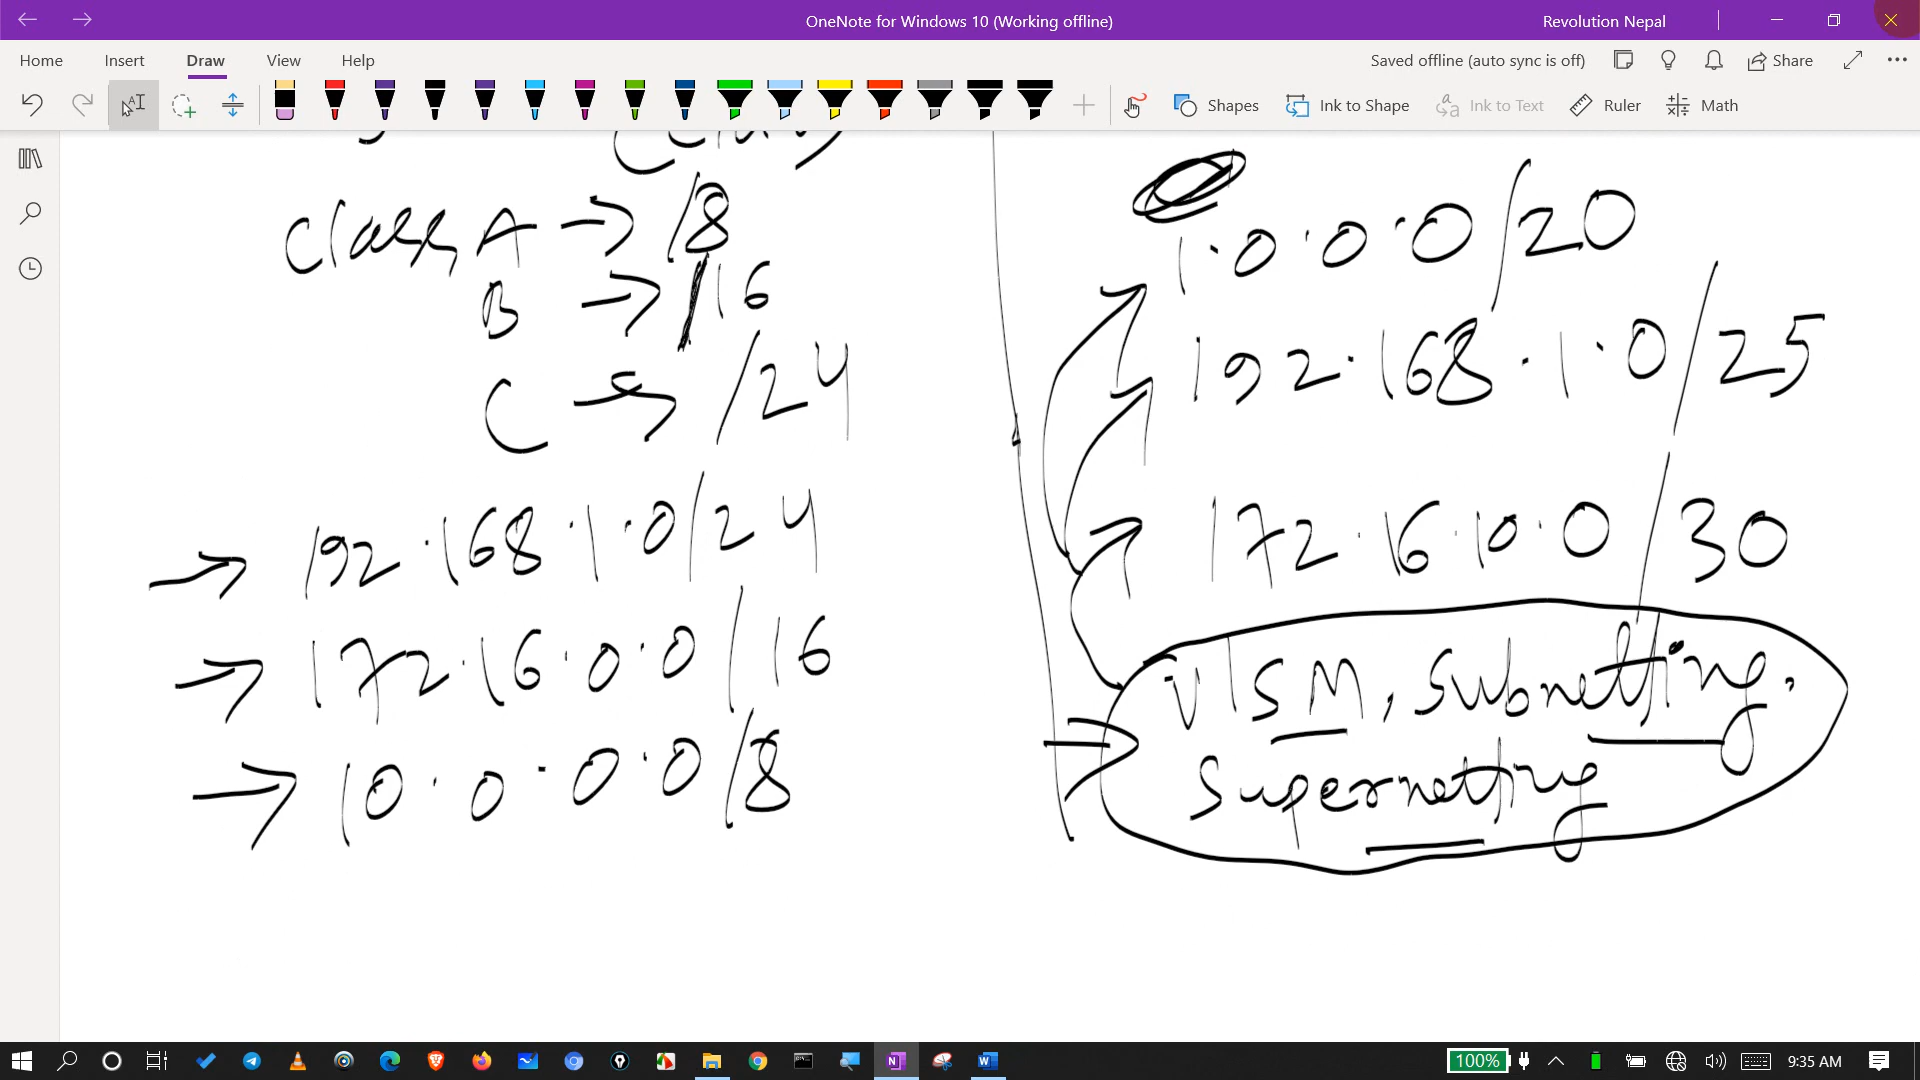 OneNote for Windows 10 (Working offline)
Revolution Nepal
Home Insert Draw View Help
Saved offline (auto sync is off)
Share
Shapes
Ink to Shape
Ink to Text
Ruler
Math
Class A → /8
B → /16
C → /24
→ 192.168.1.0/24
→ 172.16.0.0/16
→ 10.0.0.0/8
1.0.0.0/20
192.168.1.0/25
172.16.10.0/30
VLSM, Subnetting,
Supernetting
100%
9:35 AM